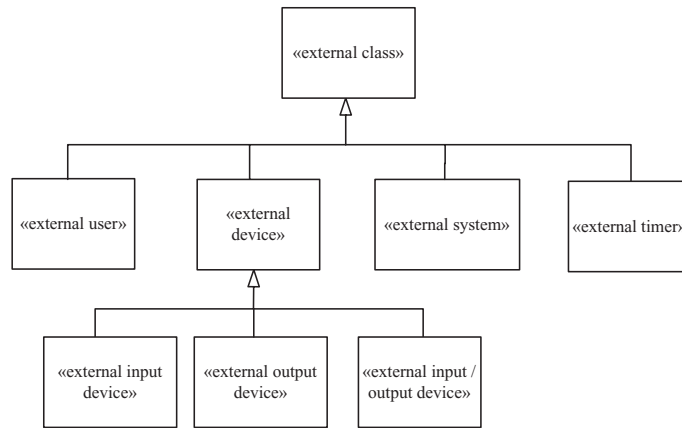 «external class»
«external user»
«external
device»
«external system»
«external timer»
«external input
device»
«external output
device»
«external input /
output device»